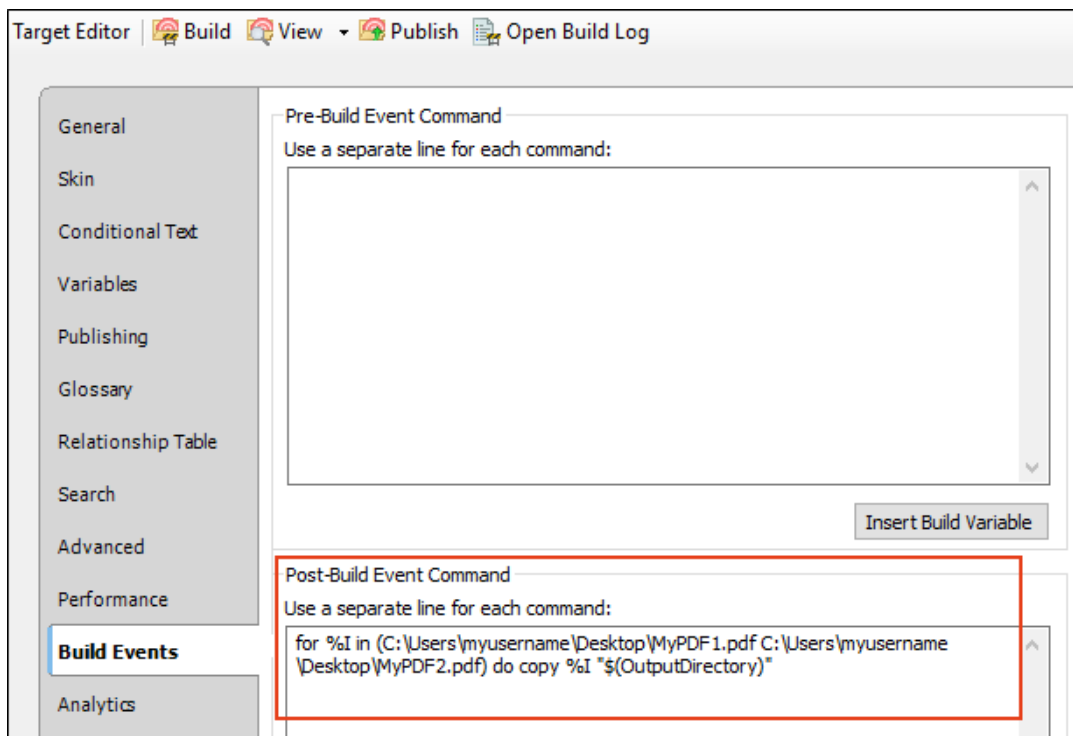 Target Editor Build View Publish Open Build Log
General
Skin
Conditional Text
Variables
Publishing
Glossary
Relationship Table
Search
Advanced
Performance
Build Events
Analytics
Pre-Build Event Command
Use a separate line for each command:
Insert Build Variable
Post-Build Event Command
Use a separate line for each command:
for %I in (C:\Users\myusername\Desktop\MyPDF1.pdf C:\Users\myusername
\Desktop\MyPDF2.pdf) do copy %I "$(OutputDirectory)"